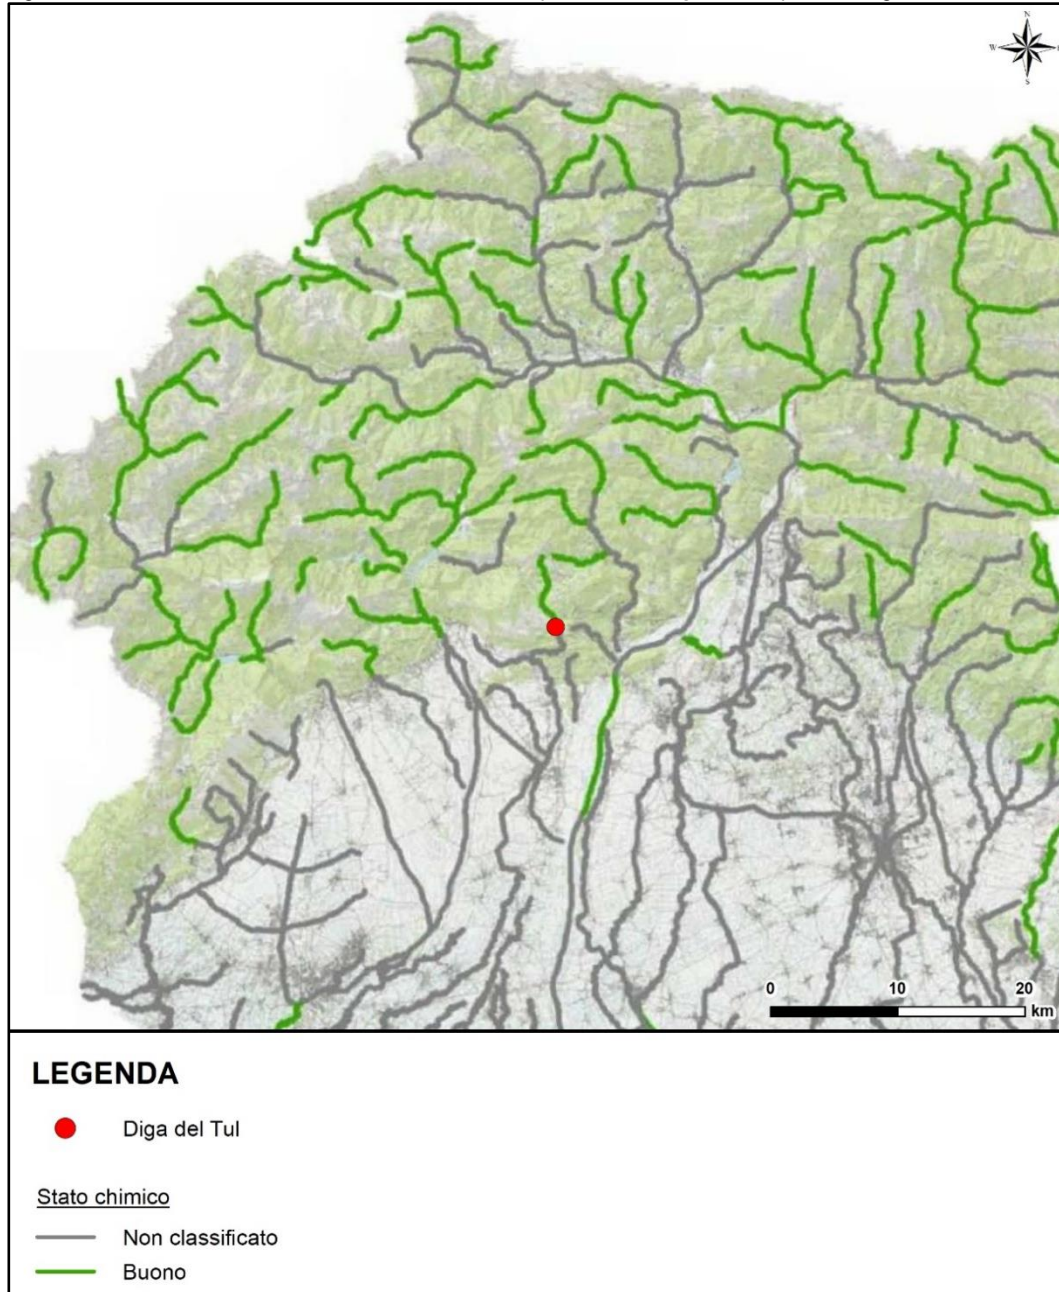 N
W
S
0 10 20
km
LEGENDA
Diga del Tul
Stato chimico
Non classificato
Buono